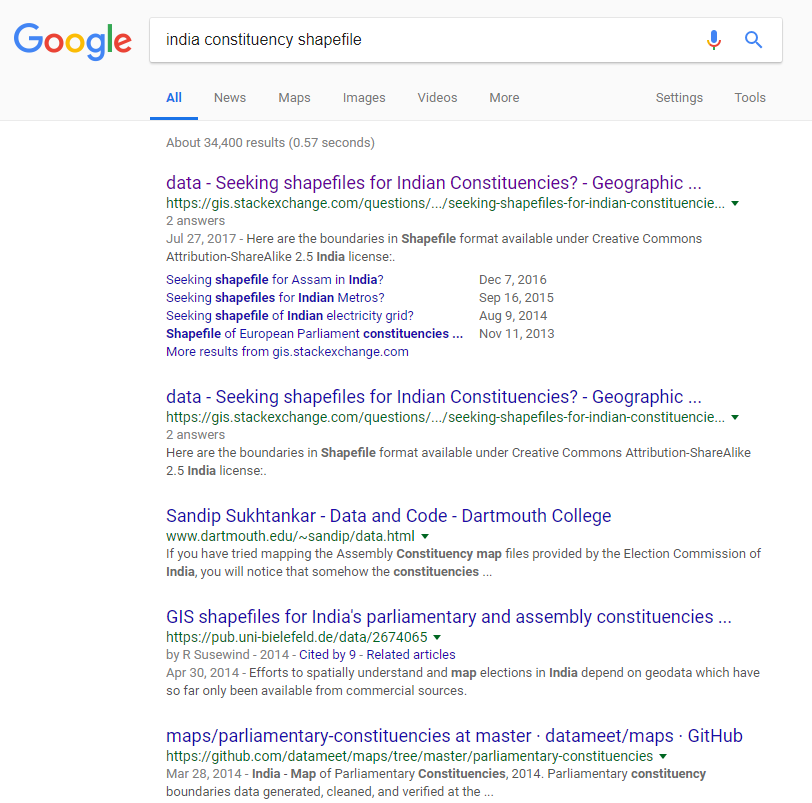 Google
india constituency shapefile
All News Maps Images Videos More Settings Tools
About 34,400 results (0.57 seconds)
data - Seeking shapefiles for Indian Constituencies? - Geographic ...
https://gis.stackexchange.com/questions/.../seeking-shapefiles-for-indian-constituencie...
2 answers
Jul 27, 2017 - Here are the boundaries in Shapefile format available under Creative Commons
Attribution-ShareAlike 2.5 India license:.
Seeking shapefile for Assam in India? Dec 7, 2016
Seeking shapefiles for Indian Metros? Sep 16, 2015
Seeking shapefile of Indian electricity grid? Aug 9, 2014
Shapefile of European Parliament constituencies ... Nov 11, 2013
More results from gis.stackexchange.com
data - Seeking shapefiles for Indian Constituencies? - Geographic ...
https://gis.stackexchange.com/questions/.../seeking-shapefiles-for-indian-constituencie...
2 answers
Here are the boundaries in Shapefile format available under Creative Commons Attribution-ShareAlike
2.5 India license:.
Sandip Sukhtankar - Data and Code - Dartmouth College
www.dartmouth.edu/~sandip/data.html
If you have tried mapping the Assembly Constituency map files provided by the Election Commission of
India, you will notice that somehow the constituencies ...
GIS shapefiles for India's parliamentary and assembly constituencies ...
https://pub.uni-bielefeld.de/data/2674065
by R Susewind - 2014 - Cited by 9 - Related articles
Apr 30, 2014 - Efforts to spatially understand and map elections in India depend on geodata which have
so far only been available from commercial sources.
maps/parliamentary-constituencies at master · datameet/maps · GitHub
https://github.com/datameet/maps/tree/master/parliamentary-constituencies
Mar 28, 2014 - India - Map of Parliamentary Constituencies, 2014. Parliamentary constituency
boundaries data generated, cleaned, and verified at the ...